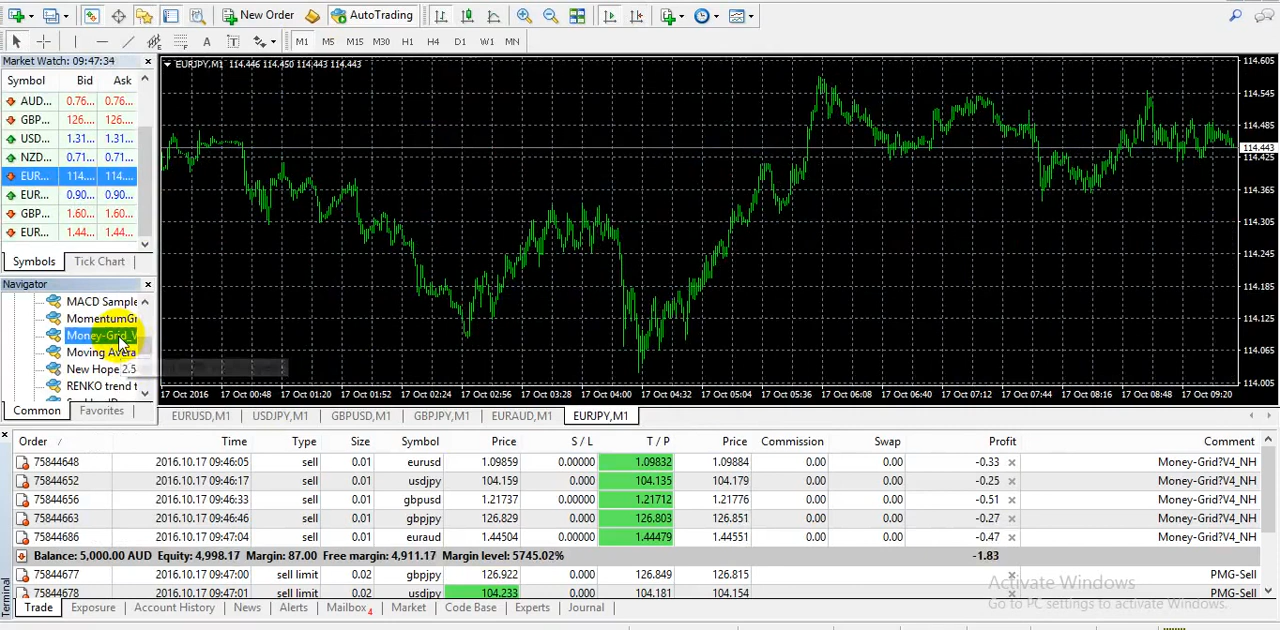 New Order AutoTrading
A T M1 M5 M15 M30 H1 H4 D1 W1 MN
Market Watch: 09:47:34
Symbol Bid Ask
AUD... 0.76... 0.76...
GBP... 126.... 126....
USD... 1.31... 1.31...
NZD... 0.71... 0.71...
EUR... 114.... 114....
EUR... 0.90... 0.90...
GBP... 1.60... 1.60...
EUR... 1.44... 1.44...
Symbols Tick Chart
Navigator
MACD Sample
MomentumGr
Money-Grid_V
Moving Avera
New Hope 2.5
RENKO trend t
Common Favorites
EURJPY,M1 114.446 114.450 114.443 114.443
114.605
114.545
114.485
114.443
114.425
114.365
114.305
114.245
114.185
114.125
114.065
114.005
17 Oct 2016 17 Oct 00:48 17 Oct 01:20 17 Oct 01:52 17 Oct 02:24 17 Oct 02:56 17 Oct 03:28 17 Oct 04:00 17 Oct 04:32 17 Oct 05:04 17 Oct 05:36 17 Oct 06:08 17 Oct 06:40 17 Oct 07:12 17 Oct 07:44 17 Oct 08:16 17 Oct 08:48 17 Oct 09:20
EURUSD,M1 USDJPY,M1 GBPUSD,M1 GBPJPY,M1 EURAUD,M1 EURJPY,M1
Order / Time Type Size Symbol Price S / L T / P Price Commission Swap Profit Comment
75844648 2016.10.17 09:46:05 sell 0.01 eurusd 1.09859 0.00000 1.09832 1.09884 0.00 0.00 -0.33 Money-Grid?V4_NH
75844652 2016.10.17 09:46:17 sell 0.01 usdjpy 104.159 0.000 104.135 104.179 0.00 0.00 -0.25 Money-Grid?V4_NH
75844656 2016.10.17 09:46:33 sell 0.01 gbpusd 1.21737 0.00000 1.21712 1.21776 0.00 0.00 -0.51 Money-Grid?V4_NH
75844663 2016.10.17 09:46:46 sell 0.01 gbpjpy 126.829 0.000 126.803 126.851 0.00 0.00 -0.27 Money-Grid?V4_NH
75844686 2016.10.17 09:47:04 sell 0.01 euraud 1.44504 0.00000 1.44479 1.44551 0.00 0.00 -0.47 Money-Grid?V4_NH
Balance: 5,000.00 AUD Equity: 4,998.17 Margin: 87.00 Free margin: 4,911.17 Margin level: 5745.02% -1.83
75844677 2016.10.17 09:47:00 sell limit 0.02 gbpjpy 126.922 0.000 126.849 126.815 PMG-Sell
75844678 2016.10.17 09:47:01 sell limit 0.02 usdjpy 104.233 0.000 104.181 104.154 PMG-Sell
Activate Windows
Go to PC settings to activate Windows.
Terminal
Trade Exposure Account History News Alerts Mailbox 4 Market Code Base Experts Journal